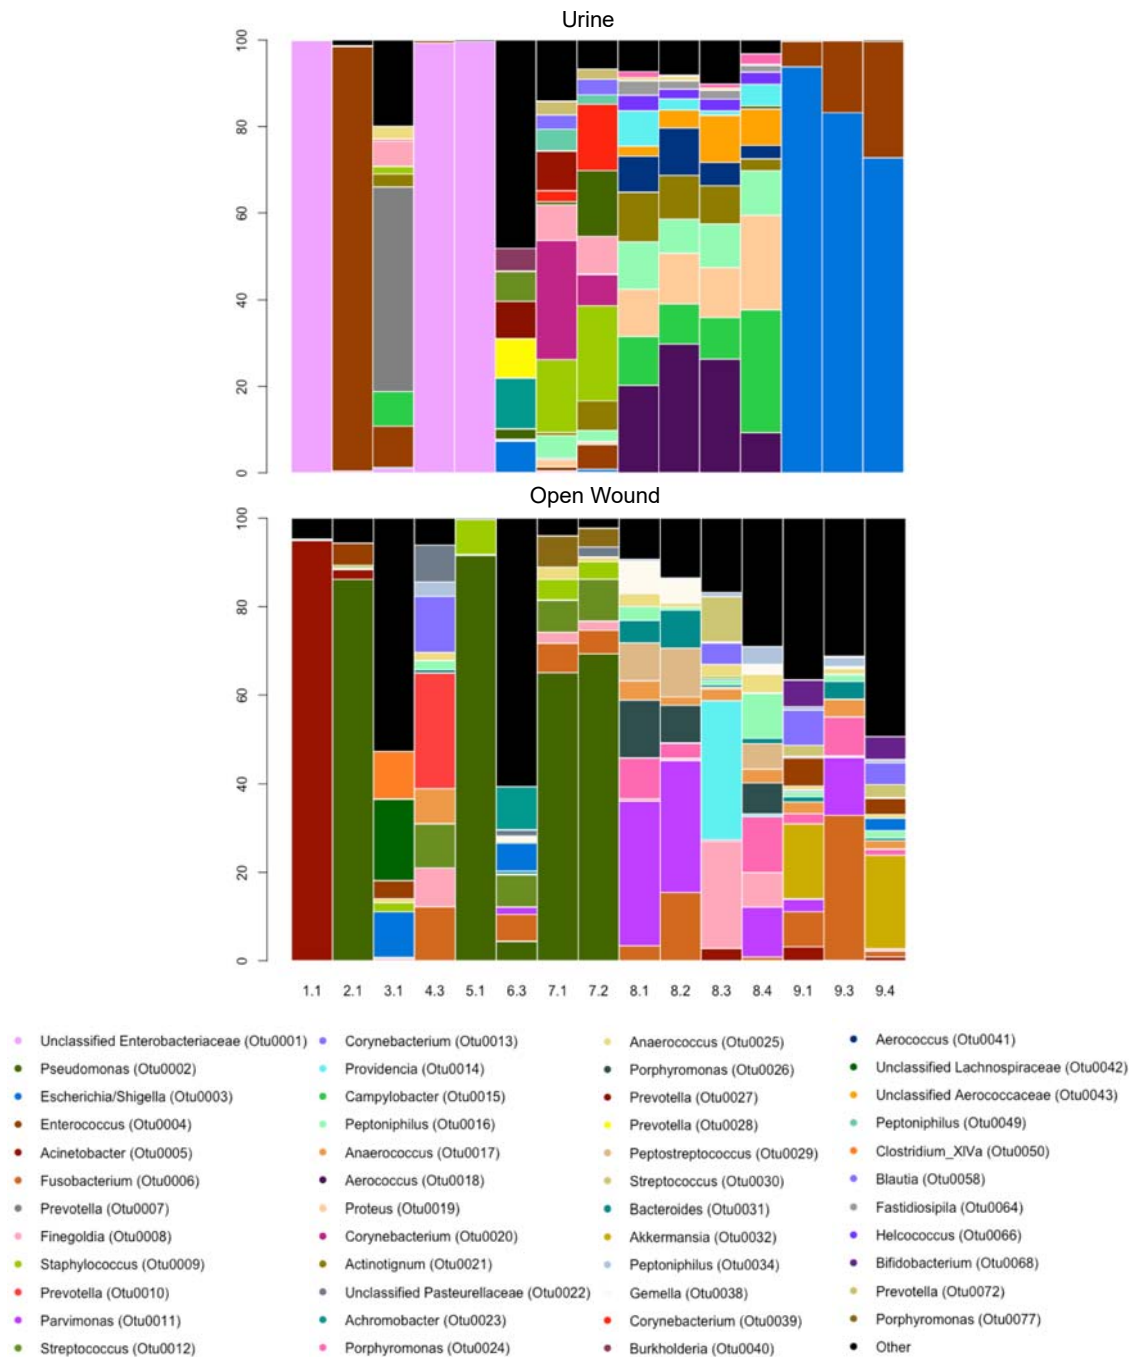 Urine
100
80
60
40
20
0
Open Wound
100
80
60
40
20
0
1.1 2.1 3.1 4.3 5.1 6.3 7.1 7.2 8.1 8.2 8.3 8.4 9.1 9.3 9.4
Unclassified Enterobacteriaceae (Otu0001)
Pseudomonas (Otu0002)
Escherichia/Shigella (Otu0003)
Enterococcus (Otu0004)
Acinetobacter (Otu0005)
Fusobacterium (Otu0006)
Prevotella (Otu0007)
Finegoldia (Otu0008)
Staphylococcus (Otu0009)
Prevotella (Otu0010)
Parvimonas (Otu0011)
Streptococcus (Otu0012)
Corynebacterium (Otu0013)
Providencia (Otu0014)
Campylobacter (Otu0015)
Peptoniphilus (Otu0016)
Anaerococcus (Otu0017)
Aerococcus (Otu0018)
Proteus (Otu0019)
Corynebacterium (Otu0020)
Actinotignum (Otu0021)
Unclassified Pasteurellaceae (Otu0022)
Achromobacter (Otu0023)
Porphyromonas (Otu0024)
Anaerococcus (Otu0025)
Porphyromonas (Otu0026)
Prevotella (Otu0027)
Prevotella (Otu0028)
Peptostreptococcus (Otu0029)
Streptococcus (Otu0030)
Bacteroides (Otu0031)
Akkermansia (Otu0032)
Peptoniphilus (Otu0034)
Gemella (Otu0038)
Corynebacterium (Otu0039)
Burkholderia (Otu0040)
Aerococcus (Otu0041)
Unclassified Lachnospiraceae (Otu0042)
Unclassified Aerococcaceae (Otu0043)
Peptoniphilus (Otu0049)
Clostridium_XIVa (Otu0050)
Blautia (Otu0058)
Fastidiosipila (Otu0064)
Helcococcus (Otu0066)
Bifidobacterium (Otu0068)
Prevotella (Otu0072)
Porphyromonas (Otu0077)
Other